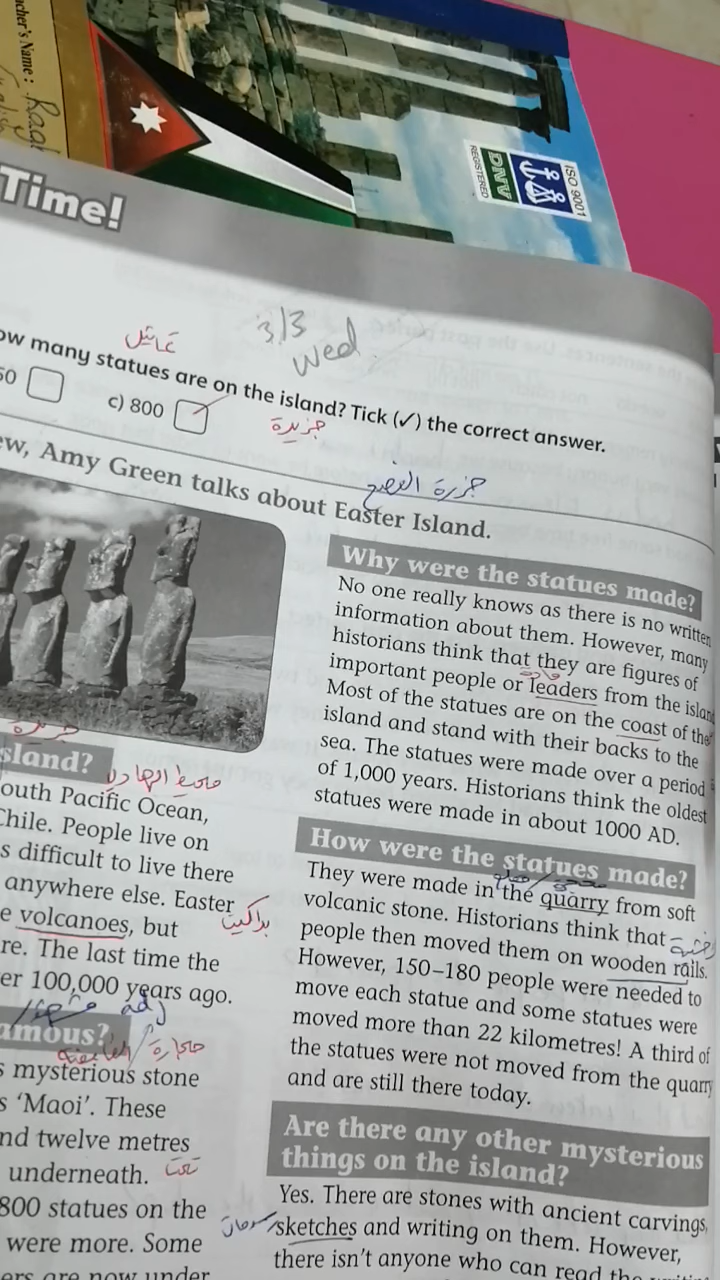 acher's Name :
ISO 9001
DNV
REGISTERED
Time!
3/3
Wed
تماثيل
ow many statues are on the island? Tick (✓) the correct answer.
50
c) 800
جزيرة
ew, Amy Green talks about Easter Island.
sland?
outh Pacific Ocean,
Chile. People live on
s difficult to live there
anywhere else. Easter
e volcanoes, but
براكين
re. The last time the
er 100,000 years ago.
amous?
s mysterious stone
s ‘Maoi’. These
nd twelve metres
underneath.
تحت
800 statues on the
were more. Some
ers are now under
Why were the statues made?
No one really knows as there is no written
information about them. However, many
historians think that they are figures of
important people or leaders from the islan
Most of the statues are on the coast of the
island and stand with their backs to the
sea. The statues were made over a period
of 1,000 years. Historians think the oldest
statues were made in about 1000 AD.
How were the statues made?
They were made in the quarry from soft
volcanic stone. Historians think that
people then moved them on wooden rails.
However, 150–180 people were needed to
move each statue and some statues were
moved more than 22 kilometres! A third of
the statues were not moved from the quarry
and are still there today.
Are there any other mysterious
things on the island?
Yes. There are stones with ancient carvings,
sketches and writing on them. However,
there isn't anyone who can read the